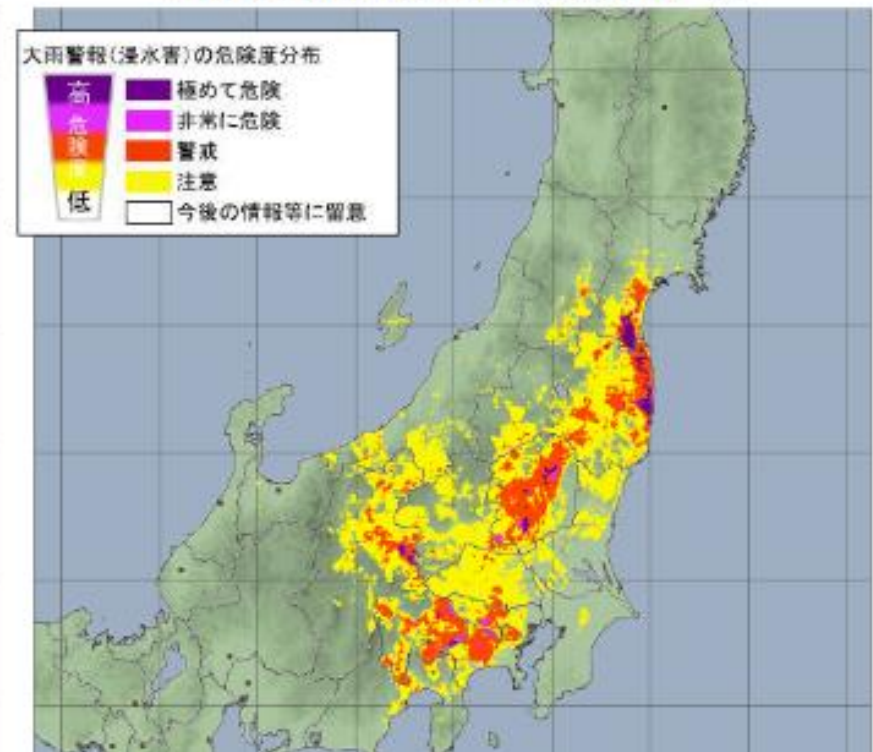 大雨警報(浸水害)の危険度分布
高
危
険
度
低
極めて危険
非常に危険
警戒
注意
今後の情報等に留意